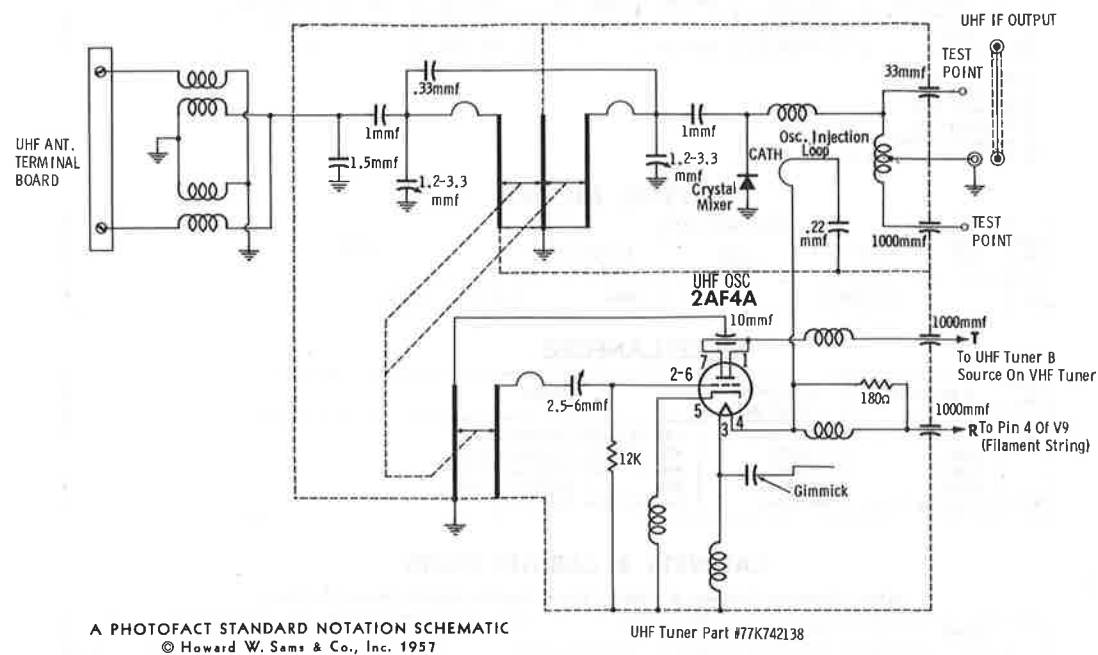 UHF IF OUTPUT
TEST
POINT
33mmf
.33mmf
1mmf
1mmf
UHF ANT.
TERMINAL
BOARD
1.5mmf
1.2-3.3
mmf
1.2-3.3
mmf
CATH
Crystal
Mixer
Osc. Injection
Loop
.22
mmf
1000mmf
TEST
POINT
UHF OSC
2AF4A
10mmf
7
1
2-6
5
3
4
1000mmf
T
To UHF Tuner B
Source On VHF Tuner
180Ω
1000mmf
R
To Pin 4 Of V9
(Filament String)
2.5-6mmf
12K
Gimmick
A PHOTOFACT STANDARD NOTATION SCHEMATIC
© Howard W. Sams & Co., Inc. 1957
UHF Tuner Part #77K742138